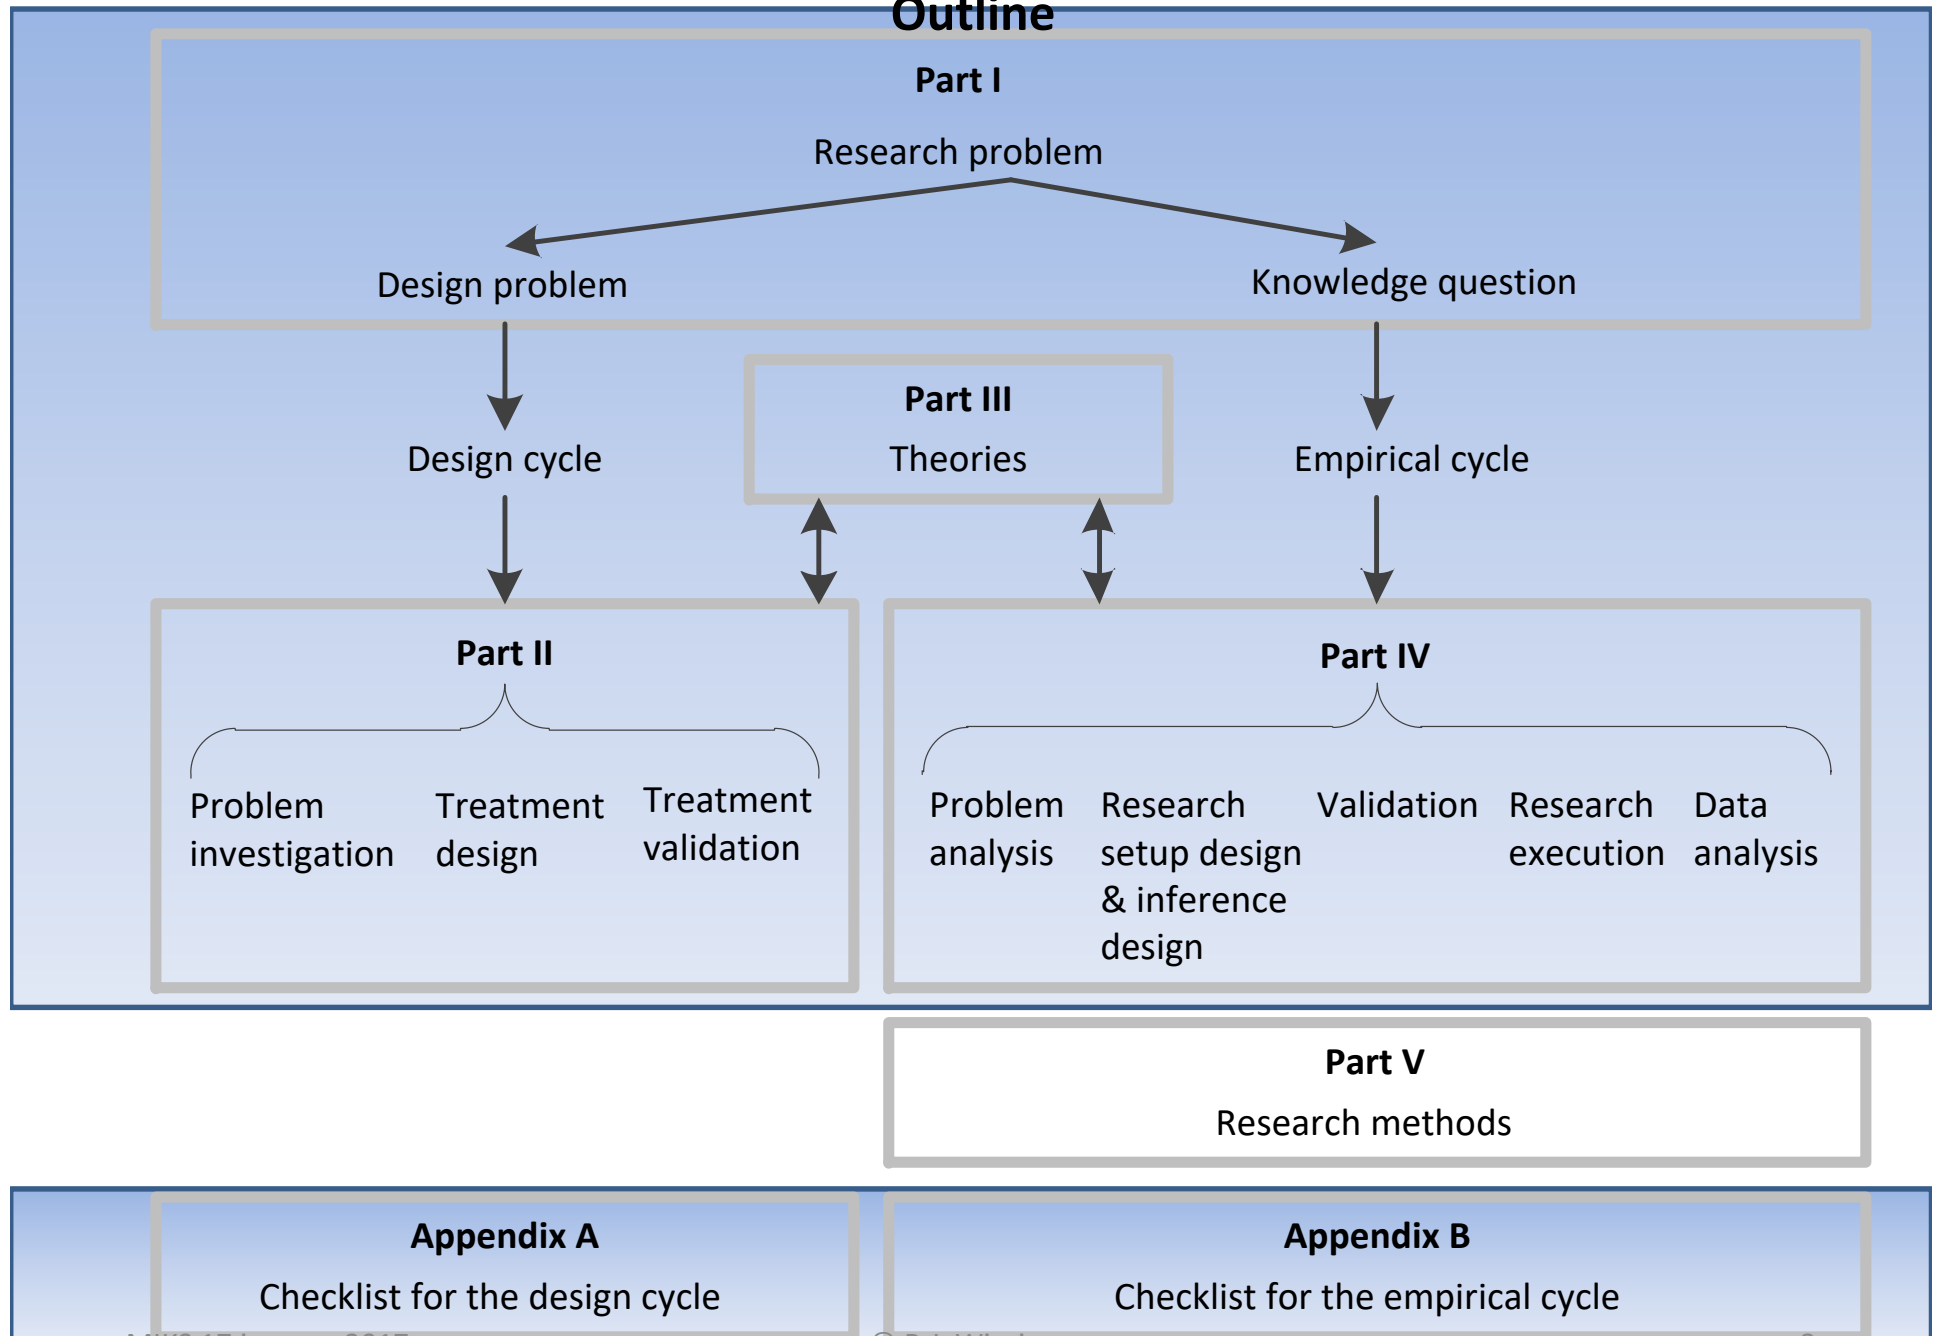 Outline
Part I
Research problem
Design problem
Knowledge question
Part III
Theories
Design cycle
Empirical cycle
Part II
Problem
investigation
Treatment
design
Treatment
validation
Part IV
Problem
analysis
Research
setup design
& inference
design
Validation
Research
execution
Data
analysis
Part V
Research methods
Appendix A
Checklist for the design cycle
Appendix B
Checklist for the empirical cycle